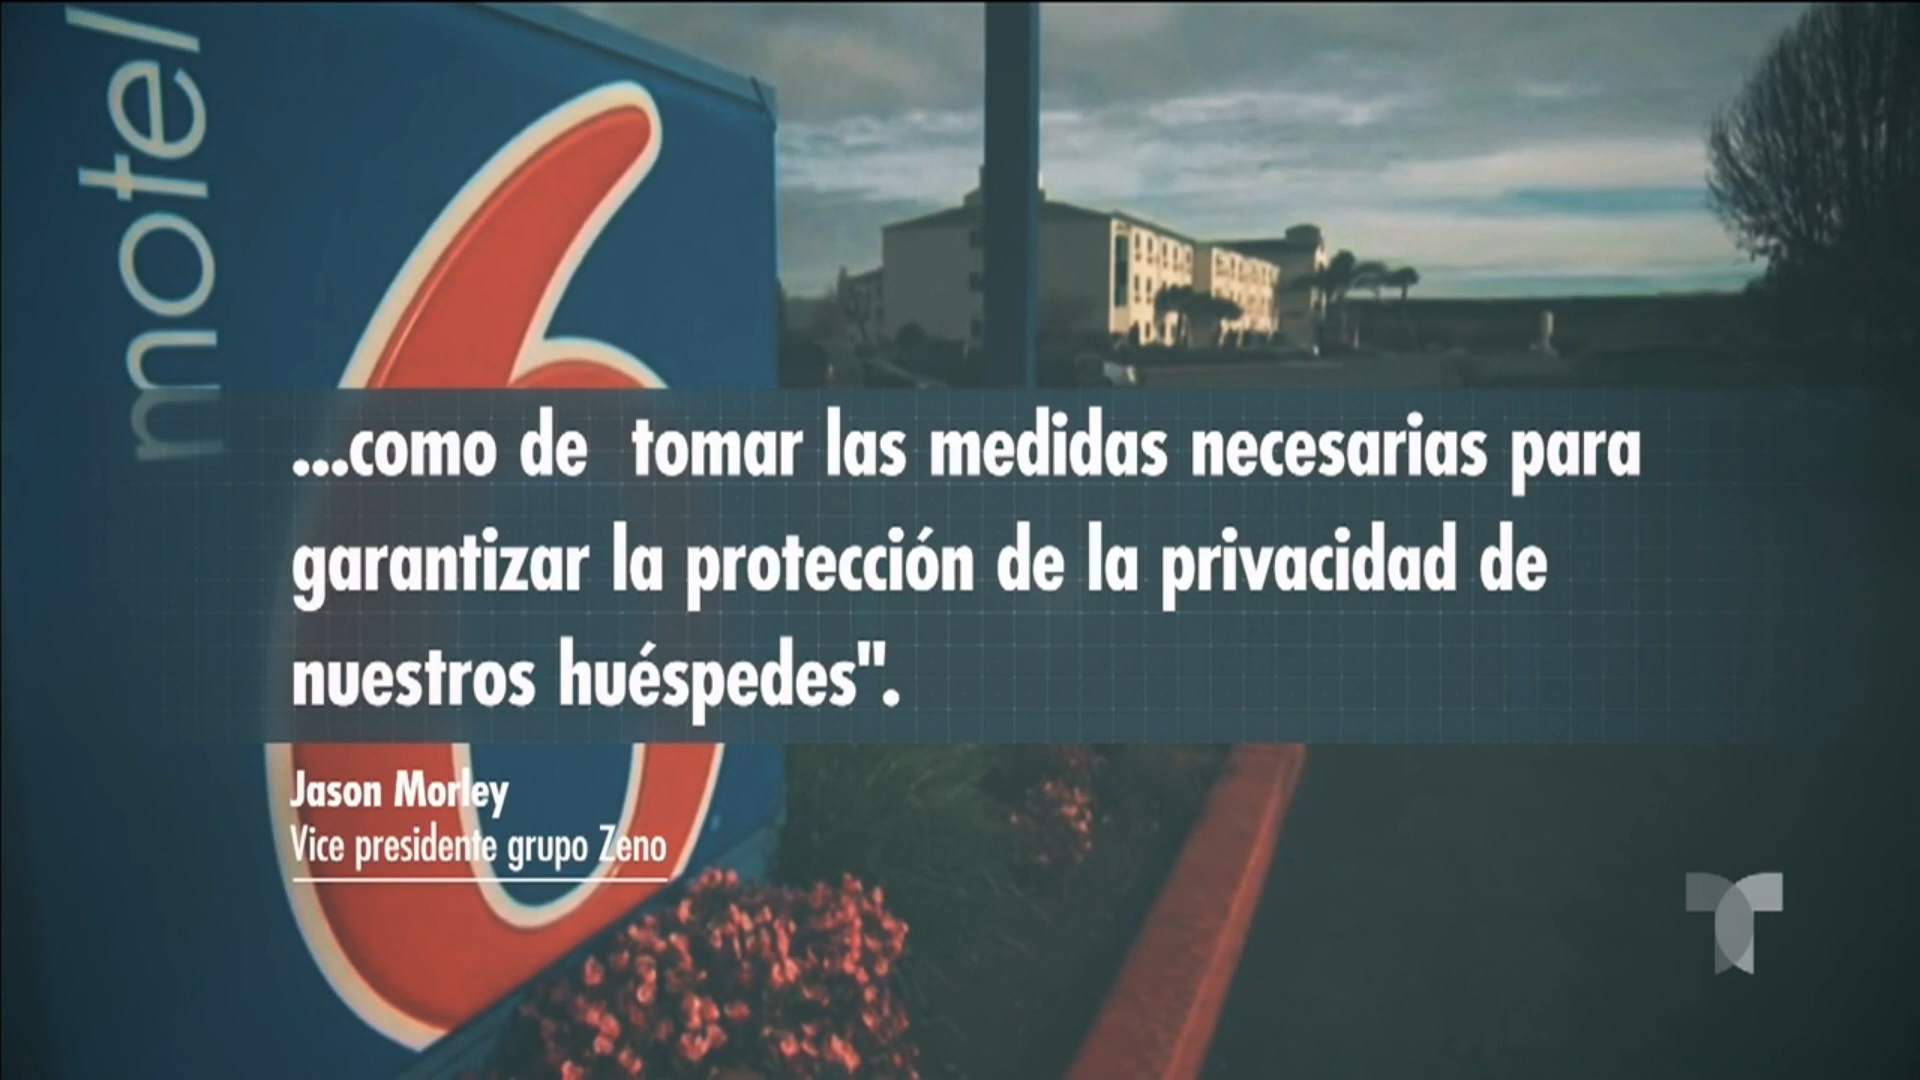 motel
6
...como de tomar las medidas necesarias para
garantizar la protección de la privacidad de
nuestros huéspedes".
Jason Morley
Vice presidente grupo Zeno